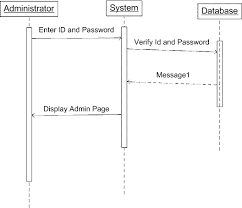 Administrator
System
Database
Enter ID and Password
Verify Id and Password
Message1
Display Admin Page